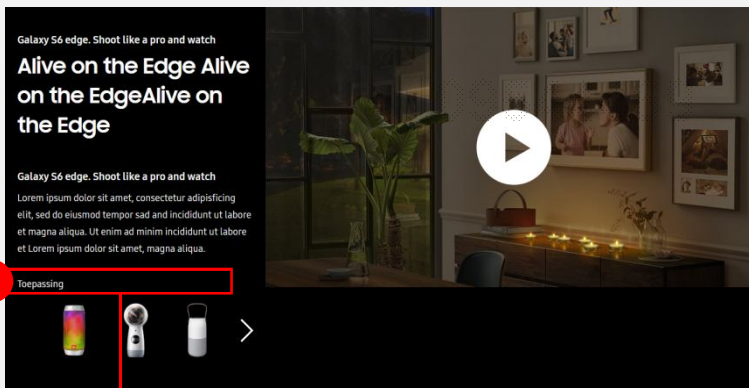 Galaxy S6 edge. Shoot like a pro and watch
Alive on the Edge Alive
on the EdgeAlive on
the Edge
Galaxy S6 edge. Shoot like a pro and watch
Lorem ipsum dolor sit amet, consectetur adipisficing
elit, sed do eiusmod tempor sad and incididunt ut labore
et magna aliqua. Ut enim ad minim incididunt ut labore
et Lorem ipsum dolor sit amet, magna aliqua.
Toepassing